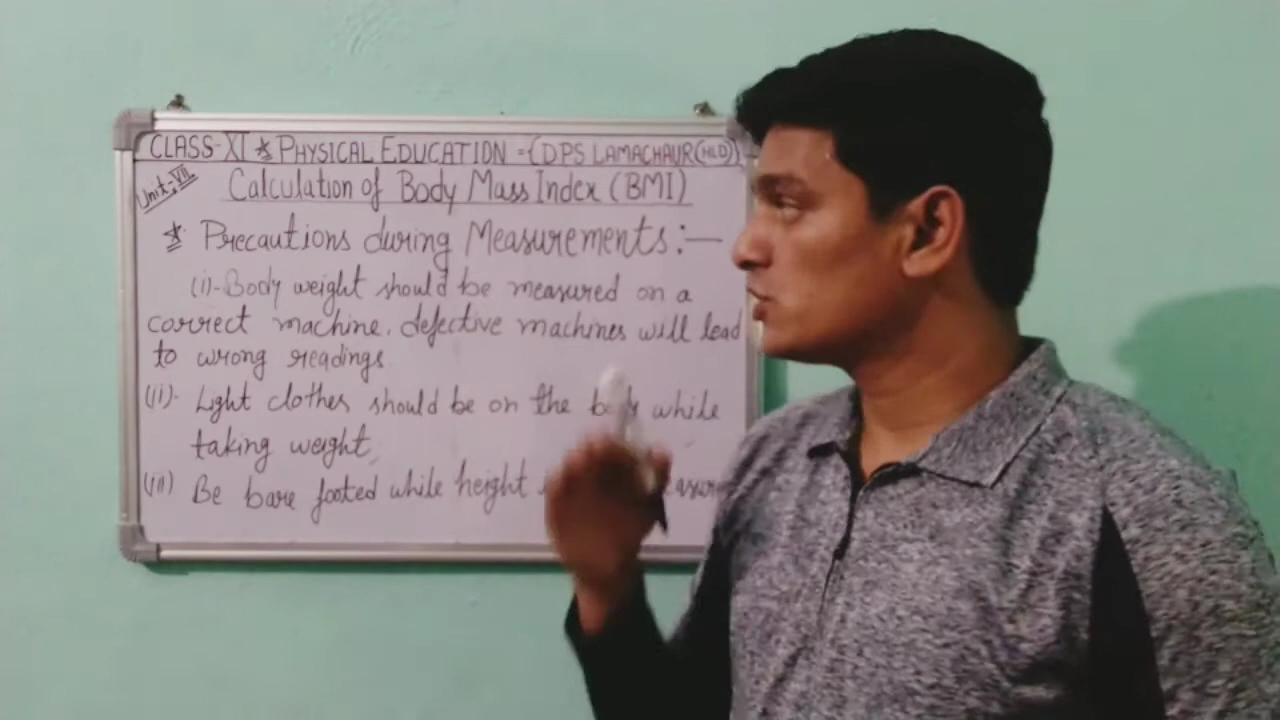 CLASS-XI * PHYSICAL EDUCATION = {DPS LAMACHAUR(HLD)}
Unit; VII.
Calculation of Body Mass Index (BMI)
* Precautions during Measurements:—
(i)-Body weight should be measured on a
correct machine. defective machines will lead
to wrong readings.
(ii)- Light clothes should be on the body while
taking weight,
(iii) Be bare footed while height